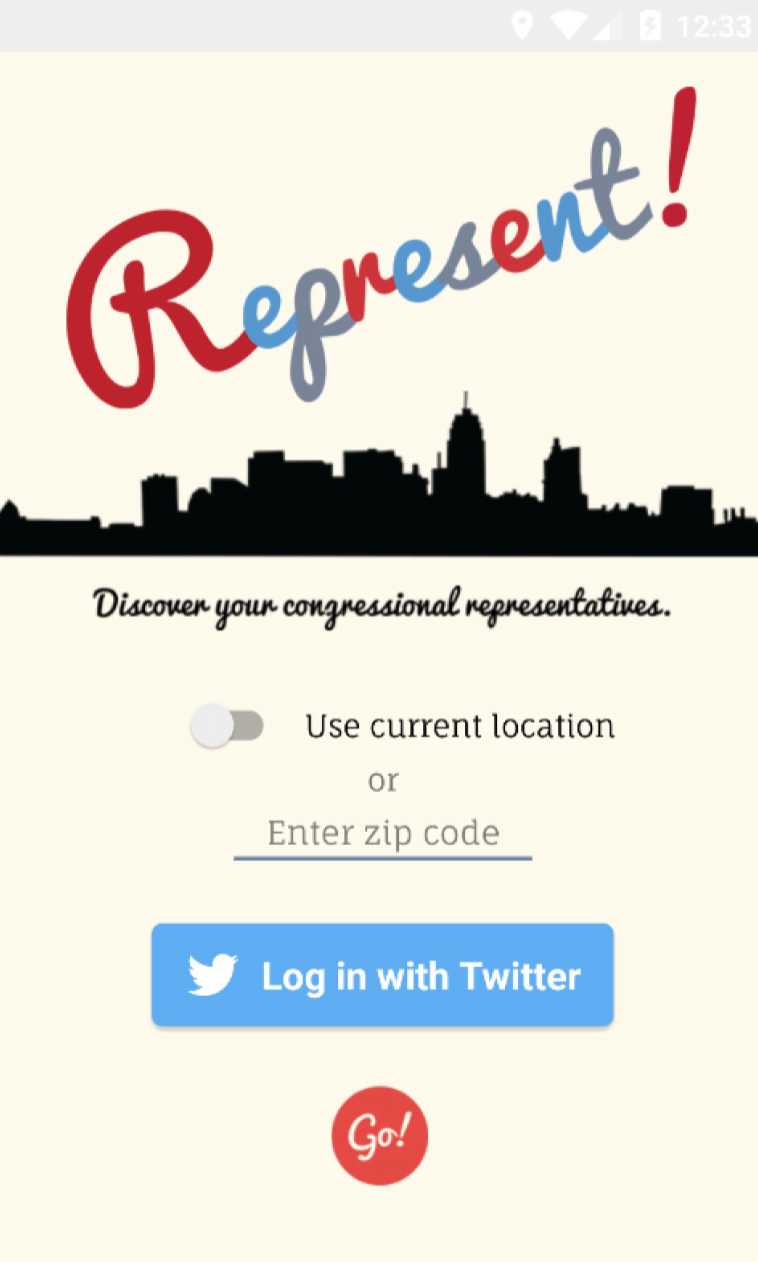 12:33
Represent!
Discover your congressional representatives.
Use current location
or
Enter zip code
Log in with Twitter
Go!